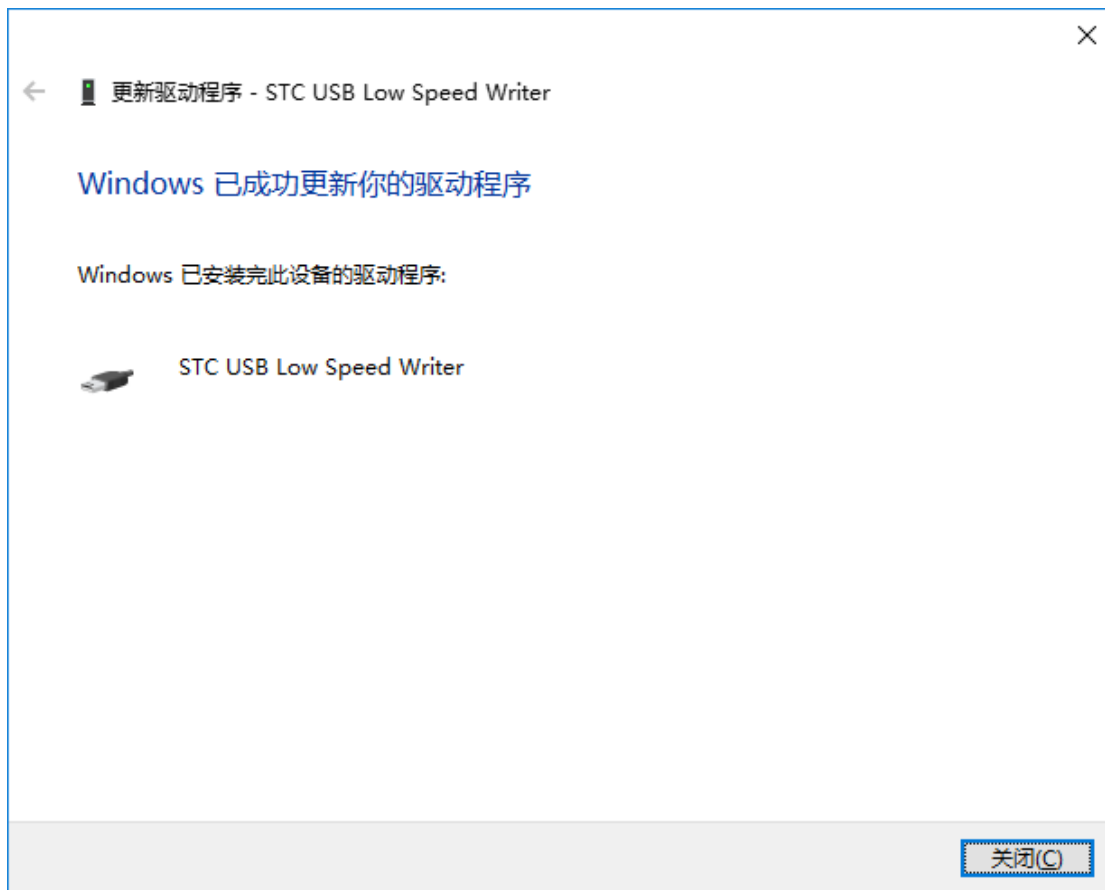 更新驱动程序 - STC USB Low Speed Writer
Windows 已成功更新你的驱动程序
Windows 已安装完此设备的驱动程序:
STC USB Low Speed Writer
关闭(C)